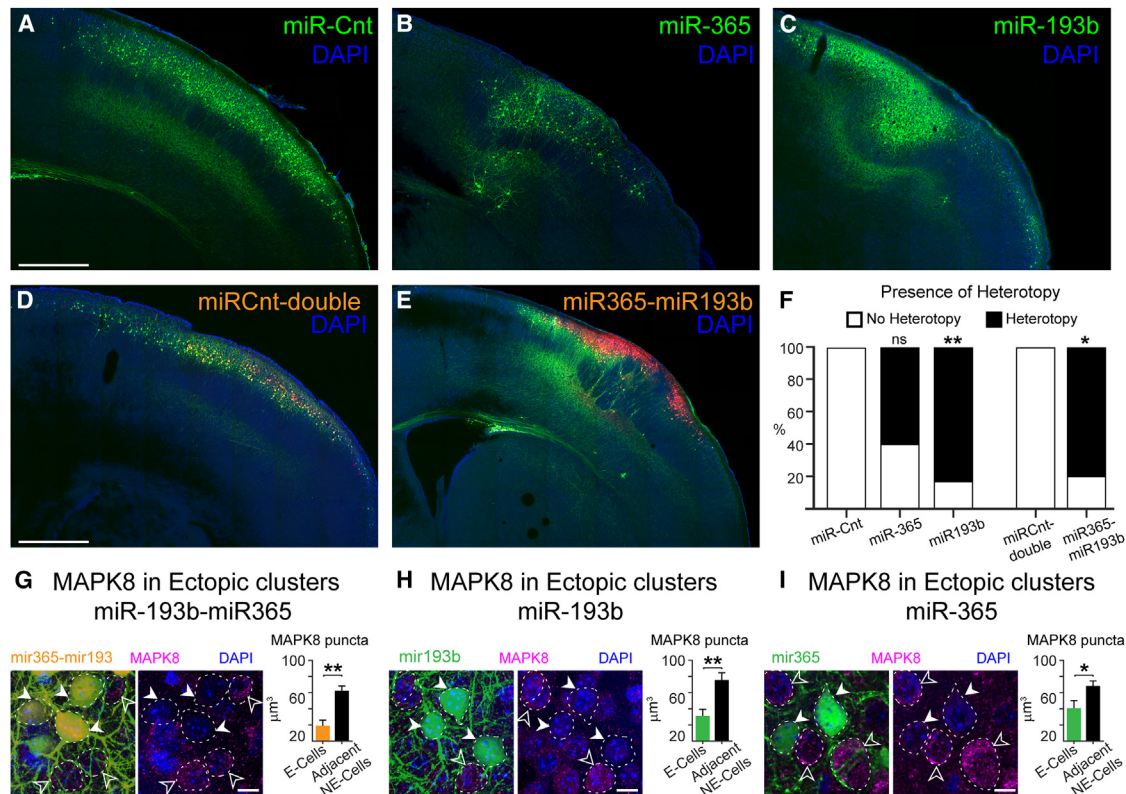 A
miR-Cnt
DAPI
B
miR-365
DAPI
C
miR-193b
DAPI
D
miRCnt-double
DAPI
E
miR365-miR193b
DAPI
F
Presence of Heterotopy
No Heterotopy
Heterotopy
ns
**
*
100
80
60
40
20
%
miR-Cnt
miR-365
miR193b
miRCnt-
double
miR365-
miR193b
G MAPK8 in Ectopic clusters
miR-193b-miR365
mir365-mir193
MAPK8
DAPI
MAPK8 puncta
100
60
20
µm³
**
E-Cells
Adjacent
NE-Cells
H MAPK8 in Ectopic clusters
miR-193b
mir193b
MAPK8
DAPI
MAPK8 puncta
100
60
20
µm³
**
E-Cells
Adjacent
NE-Cells
I MAPK8 in Ectopic clusters
miR-365
mir365
MAPK8
DAPI
MAPK8 puncta
100
60
20
µm³
*
E-Cells
Adjacent
NE-Cells